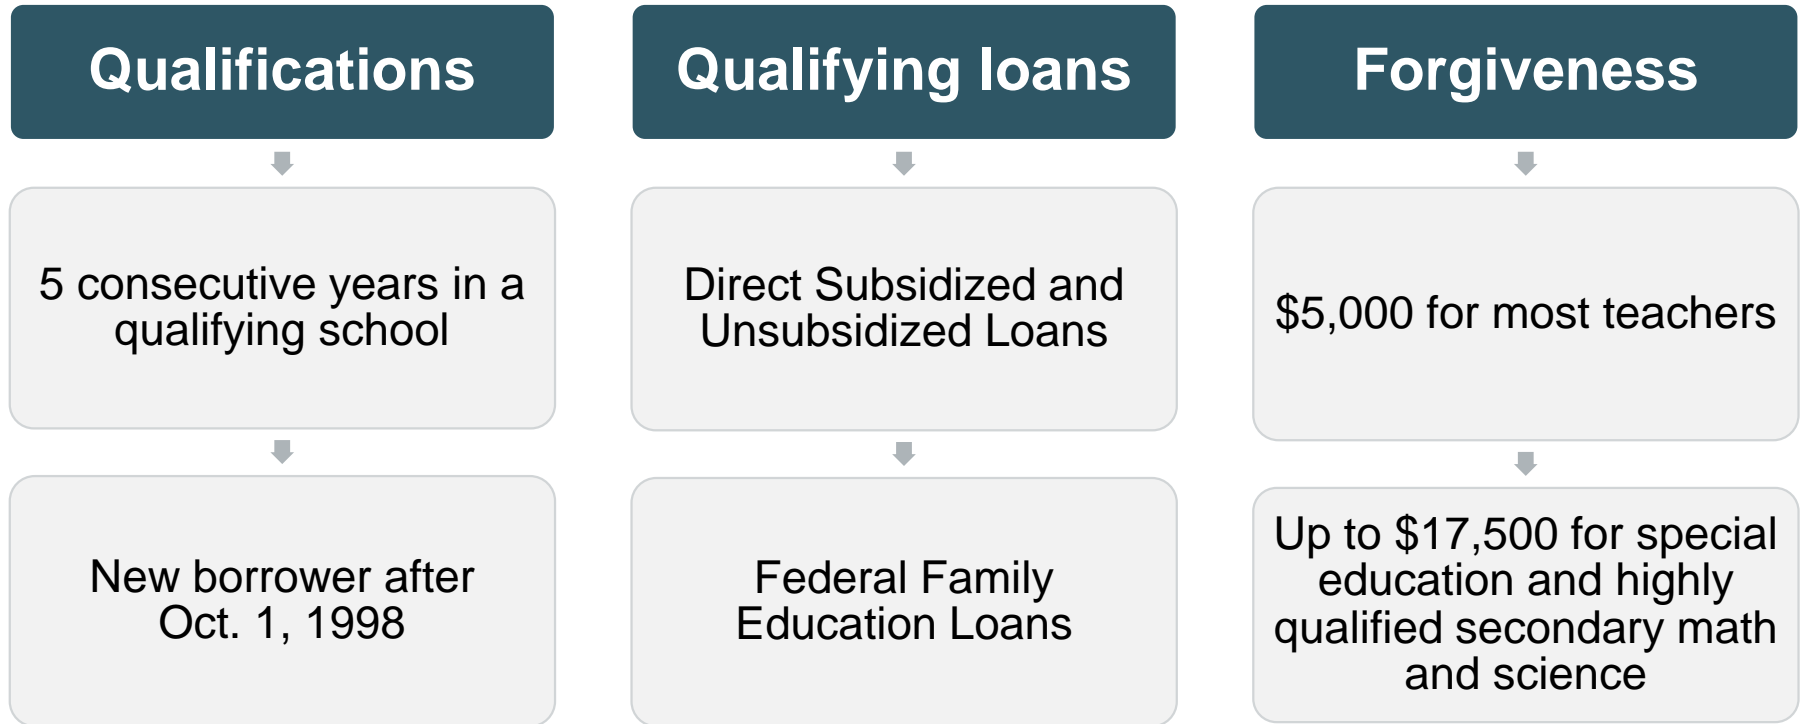 Qualifications
5 consecutive years in a
qualifying school
New borrower after
Oct. 1, 1998
Qualifying loans
Direct Subsidized and
Unsubsidized Loans
Federal Family
Education Loans
Forgiveness
$5,000 for most teachers
Up to $17,500 for special
education and highly
qualified secondary math
and science